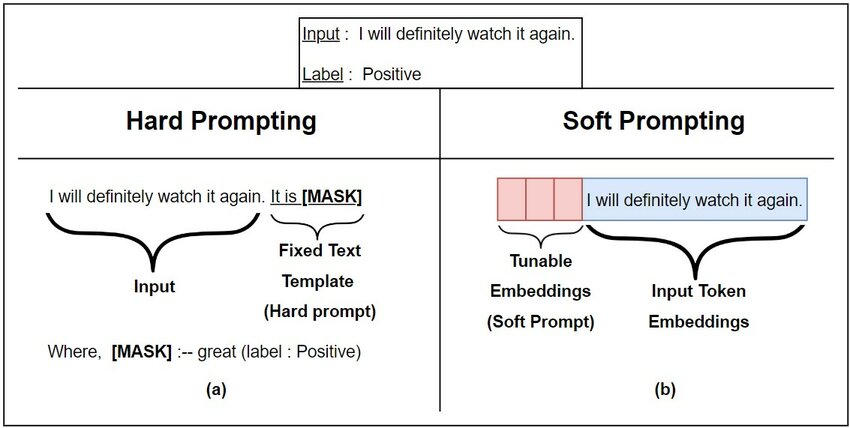 Input : I will definitely watch it again.
Label : Positive
Hard Prompting
Soft Prompting
I will definitely watch it again. It is [MASK]
Input
Fixed Text
Template
(Hard prompt)
Where, [MASK] :-- great (label : Positive)
(a)
I will definitely watch it again.
Tunable
Embeddings
(Soft Prompt)
Input Token
Embeddings
(b)